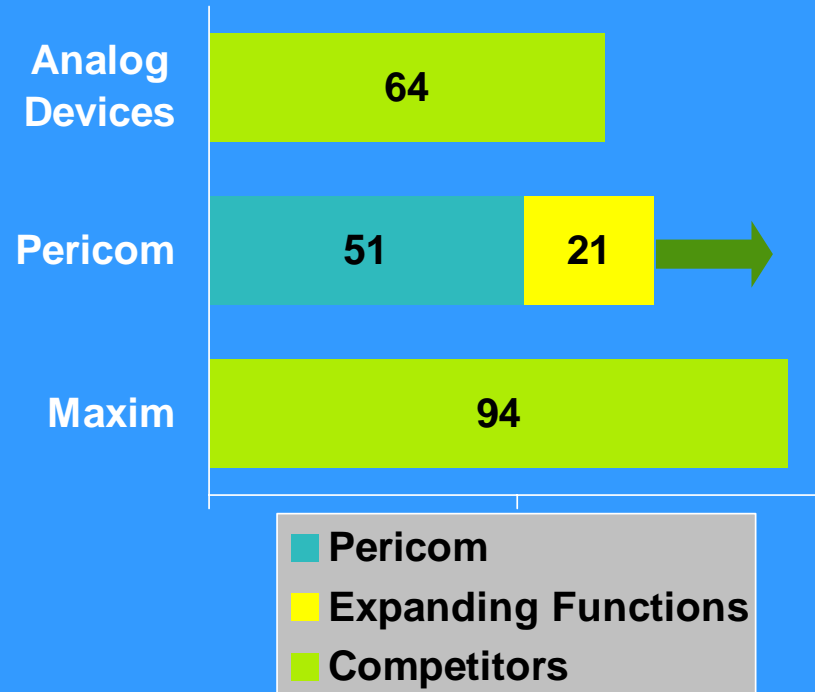 Analog
Devices
64
Pericom
51
21
Maxim
94
Pericom
Expanding Functions
Competitors